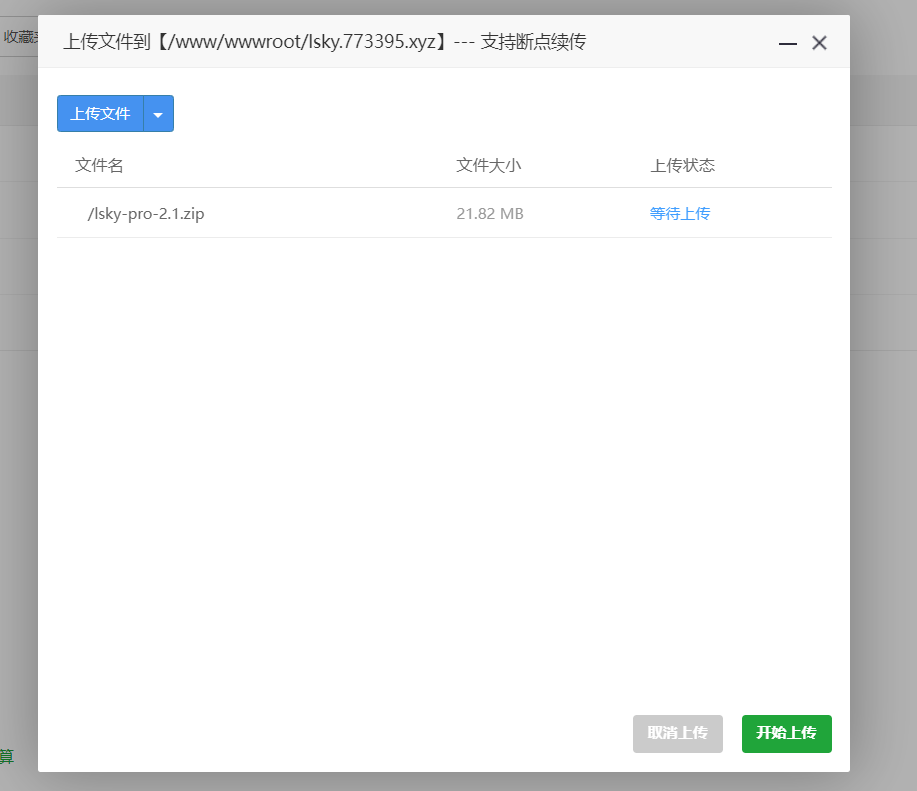 收藏
上传文件到【/www/wwwroot/lsky.773395.xyz】--- 支持断点续传
上传文件
文件名 文件大小 上传状态
/lsky-pro-2.1.zip 21.82 MB 等待上传
取消上传 开始上传
算